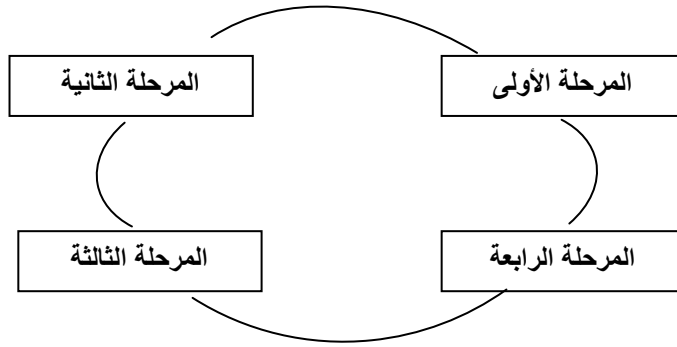 المرحلة الأولى
المرحلة الثانية
المرحلة الثالثة
المرحلة الرابعة